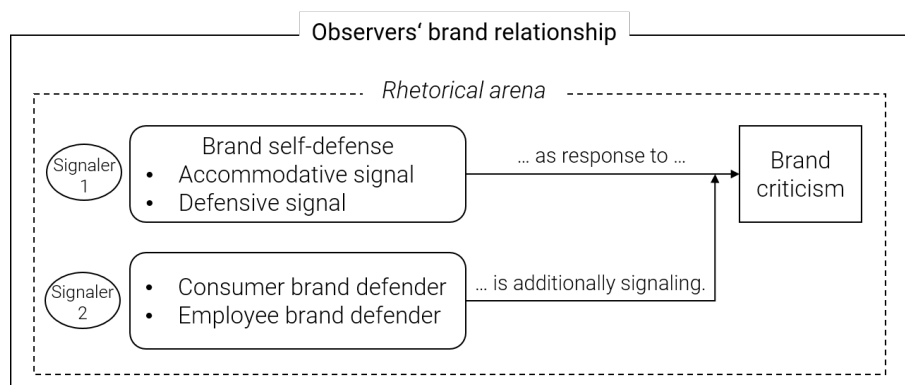 Observers‘ brand relationship
Rhetorical arena
Signaler
1
Brand self-defense
• Accommodative signal
• Defensive signal
... as response to ...
Brand
criticism
Signaler
2
• Consumer brand defender
• Employee brand defender
... is additionally signaling.